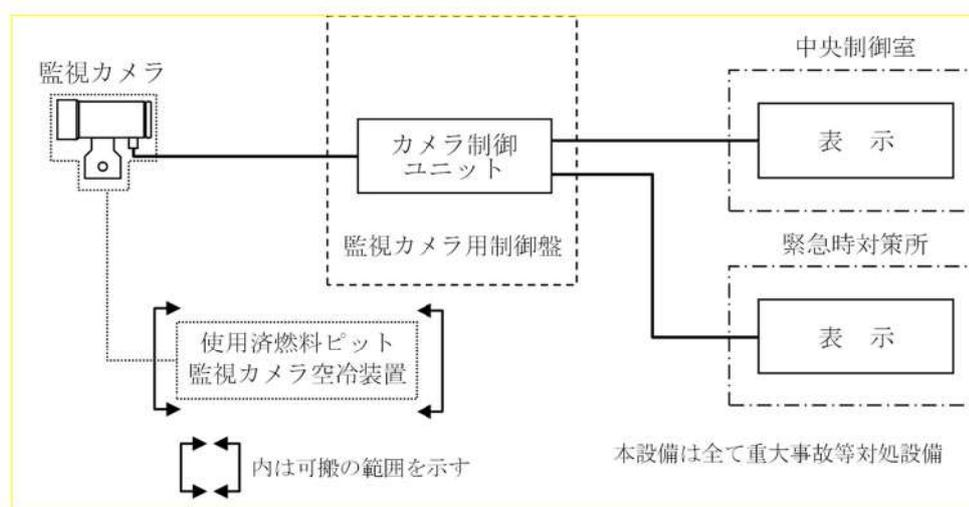 中央制御室
監視カメラ
カメラ制御
ユニット
表 示
監視カメラ用制御盤
緊急時対策所
使用済燃料ピット
監視カメラ空冷装置
表 示
内は可搬の範囲を示す
本設備は全て重大事故等対処設備